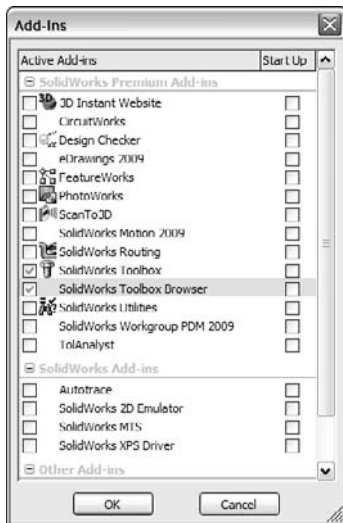 Add-Ins
Active Add-ins Start Up
SolidWorks Premium Add-ins
3D Instant Website
CircuitWorks
Design Checker
eDrawings 2009
FeatureWorks
PhotoWorks
ScanTo3D
SolidWorks Motion 2009
SolidWorks Routing
SolidWorks Toolbox
SolidWorks Toolbox Browser
SolidWorks Utilities
SolidWorks Workgroup PDM 2009
TolAnalyst
SolidWorks Add-ins
Autotrace
SolidWorks 2D Emulator
SolidWorks MTS
SolidWorks XPS Driver
Other Add-ins
OK Cancel